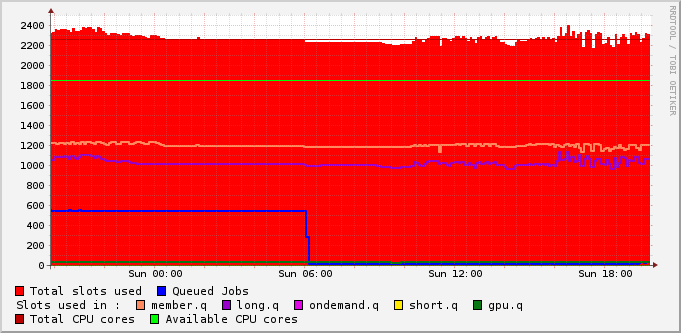 2400
2200
2000
1800
1600
1400
1200
1000
800
600
400
200
0
Sun 00:00 Sun 06:00 Sun 12:00 Sun 18:00
Total slots used Queued Jobs
Slots used in : member.q long.q ondemand.q short.q gpu.q
Total CPU cores Available CPU cores
RRDTOOL / TOBI OETIKER